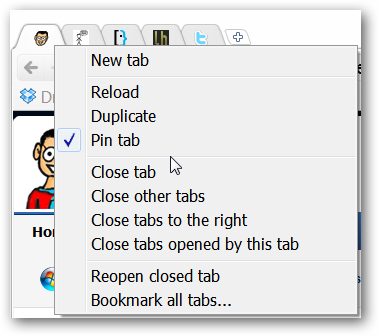 lh
New tab
Reload
Duplicate
Pin tab
Close tab
Close other tabs
Close tabs to the right
Close tabs opened by this tab
Reopen closed tab
Bookmark all tabs...